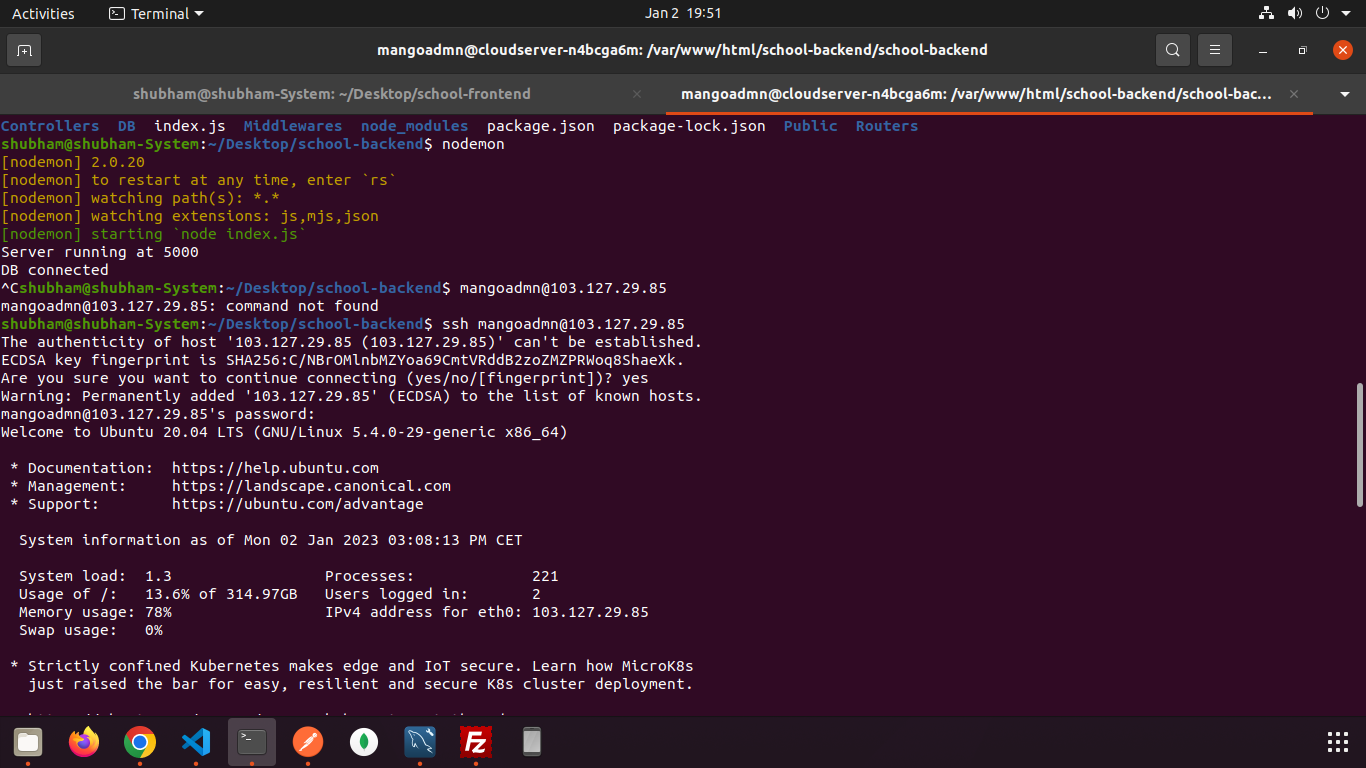 Activities Terminal Jan 2 19:51
mangoadmn@cloudserver-n4bcga6m: /var/www/html/school-backend/school-backend
shubham@shubham-System: ~/Desktop/school-frontend
mangoadmn@cloudserver-n4bcga6m: /var/www/html/school-backend/school-bac...
Controllers DB index.js Middlewares node_modules package.json package-lock.json Public Routers
shubham@shubham-System:~/Desktop/school-backend$ nodemon
[nodemon] 2.0.20
[nodemon] to restart at any time, enter `rs`
[nodemon] watching path(s): *.*
[nodemon] watching extensions: js,mjs,json
[nodemon] starting `node index.js`
Server running at 5000
DB connected
^Cshubham@shubham-System:~/Desktop/school-backend$ mangoadmn@103.127.29.85
mangoadmn@103.127.29.85: command not found
shubham@shubham-System:~/Desktop/school-backend$ ssh mangoadmn@103.127.29.85
The authenticity of host '103.127.29.85 (103.127.29.85)' can't be established.
ECDSA key fingerprint is SHA256:C/NBrOMlnbMZYoa69CmtVRddB2zoZMZPRWoq8ShaeXk.
Are you sure you want to continue connecting (yes/no/[fingerprint])? yes
Warning: Permanently added '103.127.29.85' (ECDSA) to the list of known hosts.
mangoadmn@103.127.29.85's password:
Welcome to Ubuntu 20.04 LTS (GNU/Linux 5.4.0-29-generic x86_64)
* Documentation: https://help.ubuntu.com
* Management: https://landscape.canonical.com
* Support: https://ubuntu.com/advantage
System information as of Mon 02 Jan 2023 03:08:13 PM CET
System load: 1.3 Processes: 221
Usage of /: 13.6% of 314.97GB Users logged in: 2
Memory usage: 78% IPv4 address for eth0: 103.127.29.85
Swap usage: 0%
* Strictly confined Kubernetes makes edge and IoT secure. Learn how MicroK8s
just raised the bar for easy, resilient and secure K8s cluster deployment.